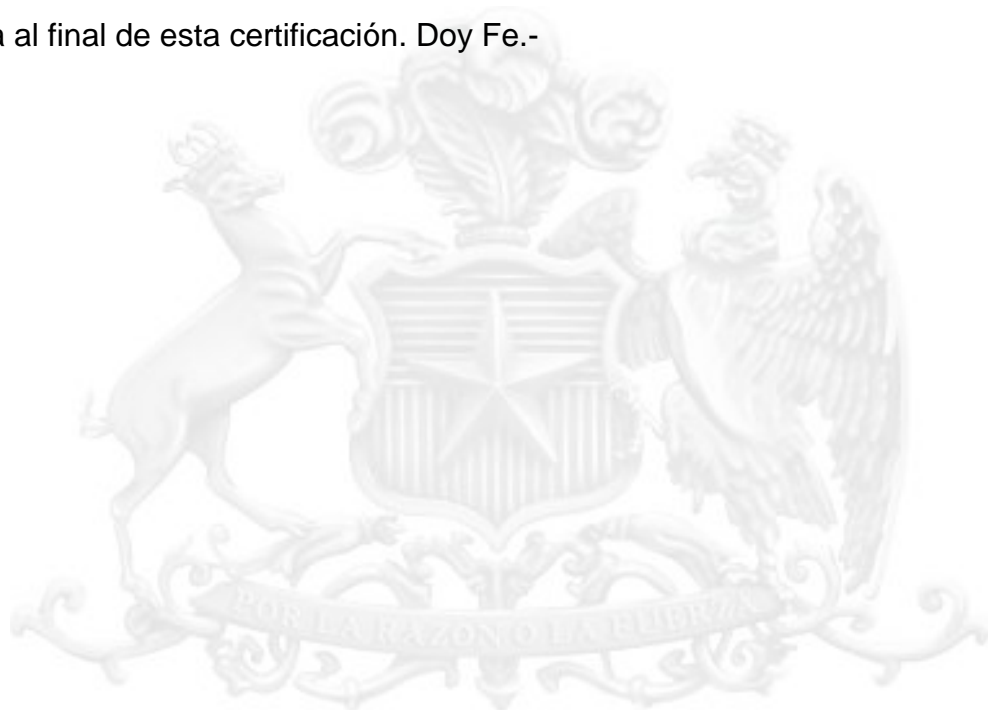 a al final de esta certificación. Doy Fe.-
POR LA RAZON O LA FUERZA